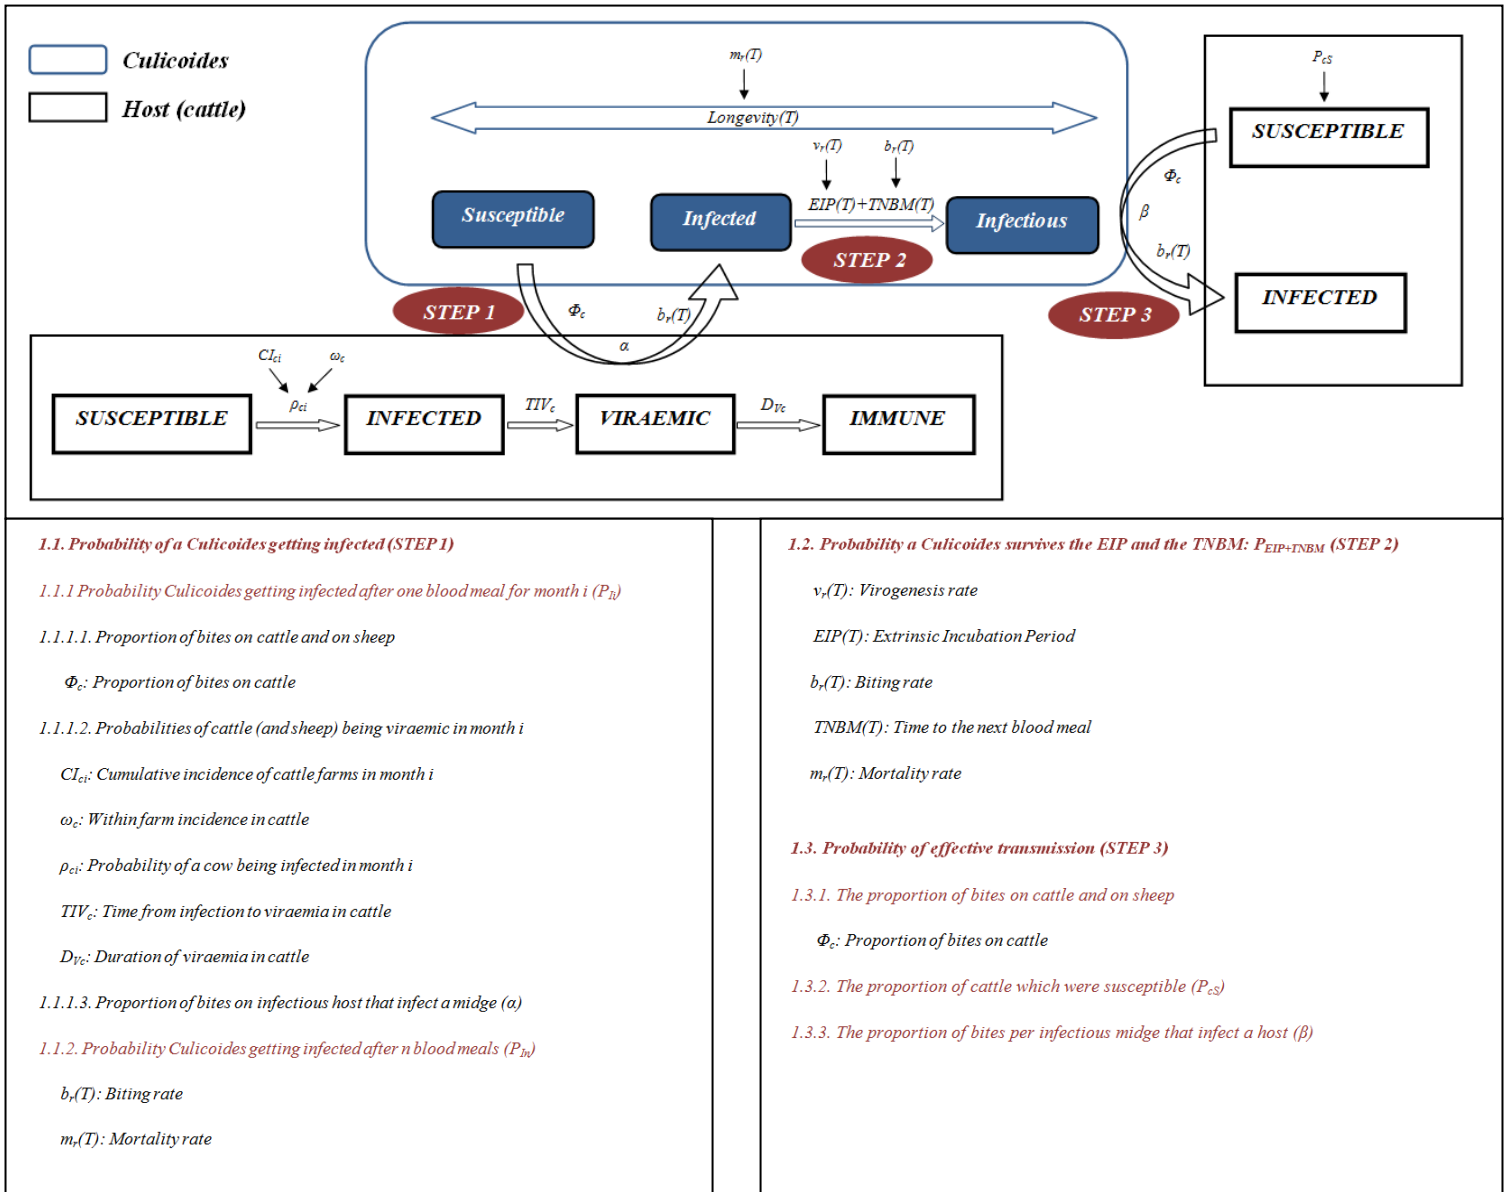 Culicoides
Host (cattle)
m_r(T)
Longevity(T)
v_r(T)
b_r(T)
Susceptible
Infected
EIP(T)+TNBM(T)
Infectious
STEP 2
STEP 1
Φ_c
b_r(T)
α
P_cS
SUSCEPTIBLE
Φ_c
β
b_r(T)
INFECTED
STEP 3
CI_ci
ω_c
ρ_ci
TIV_c
D_Vc
SUSCEPTIBLE
INFECTED
VIRAEMIC
IMMUNE
1.1. Probability of a Culicoides getting infected (STEP 1)
1.1.1 Probability Culicoides getting infected after one blood meal for month i (P_Ii)
1.1.1.1. Proportion of bites on cattle and on sheep
Φ_c: Proportion of bites on cattle
1.1.1.2. Probabilities of cattle (and sheep) being viraemic in month i
CI_ci: Cumulative incidence of cattle farms in month i
ω_c: Within farm incidence in cattle
ρ_ci: Probability of a cow being infected in month i
TIV_c: Time from infection to viraemia in cattle
D_Vc: Duration of viraemia in cattle
1.1.1.3. Proportion of bites on infectious host that infect a midge (α)
1.1.2. Probability Culicoides getting infected after n blood meals (P_In)
b_r(T): Biting rate
m_r(T): Mortality rate
1.2. Probability a Culicoides survives the EIP and the TNBM: P_EIP+TNBM (STEP 2)
v_r(T): Virogenesis rate
EIP(T): Extrinsic Incubation Period
b_r(T): Biting rate
TNBM(T): Time to the next blood meal
m_r(T): Mortality rate
1.3. Probability of effective transmission (STEP 3)
1.3.1. The proportion of bites on cattle and on sheep
Φ_c: Proportion of bites on cattle
1.3.2. The proportion of cattle which were susceptible (P_cS)
1.3.3. The proportion of bites per infectious midge that infect a host (β)